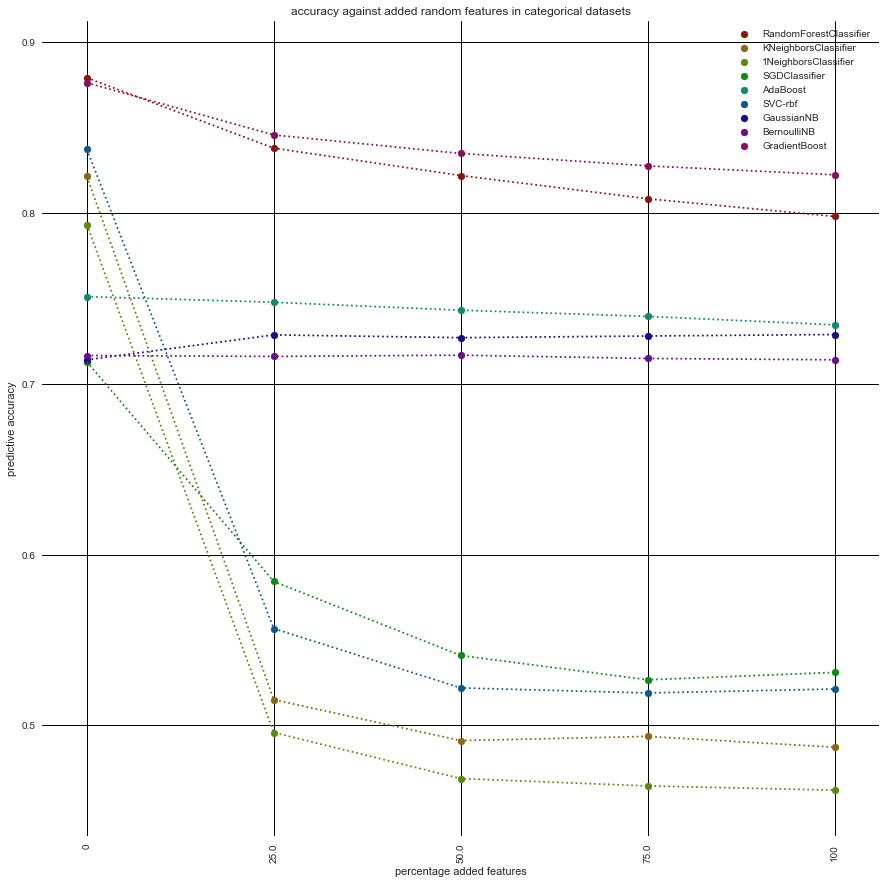 accuracy against added random features in categorical datasets
RandomForestClassifier
KNeighborsClassifier
1NeighborsClassifier
SGDClassifier
AdaBoost
SVC-rbf
GaussianNB
BernoulliNB
GradientBoost
0.9
0.8
0.7
0.6
0.5
predictive accuracy
0
25.0
50.0
75.0
100
percentage added features